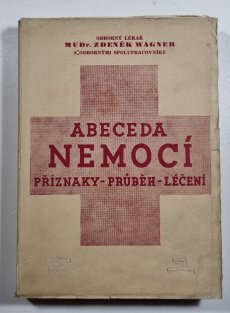 ODBORNÝ LÉKAŘ
MUDr. ZDENĚK WAGNER
S ODBORNÝMI SPOLUPRACOVNÍKY
ABECEDA
NEMOCÍ
PŘÍZNAKY - PRŮBĚH - LÉČENÍ